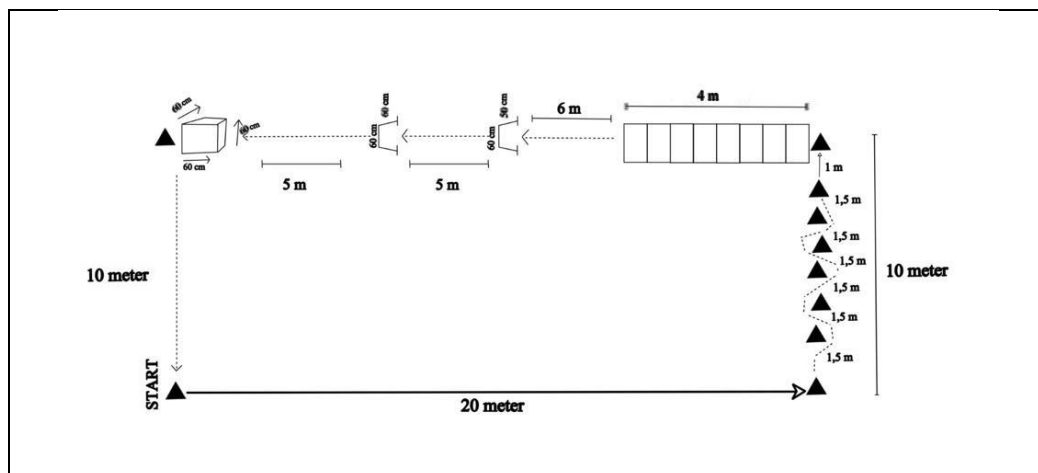 60 cm
60 cm
60 cm
5 m
60 cm
60 cm
5 m
50 cm
60 cm
6 m
4 m
1 m
1,5 m
1,5 m
1,5 m
1,5 m
1,5 m
1,5 m
10 meter
10 meter
START
20 meter